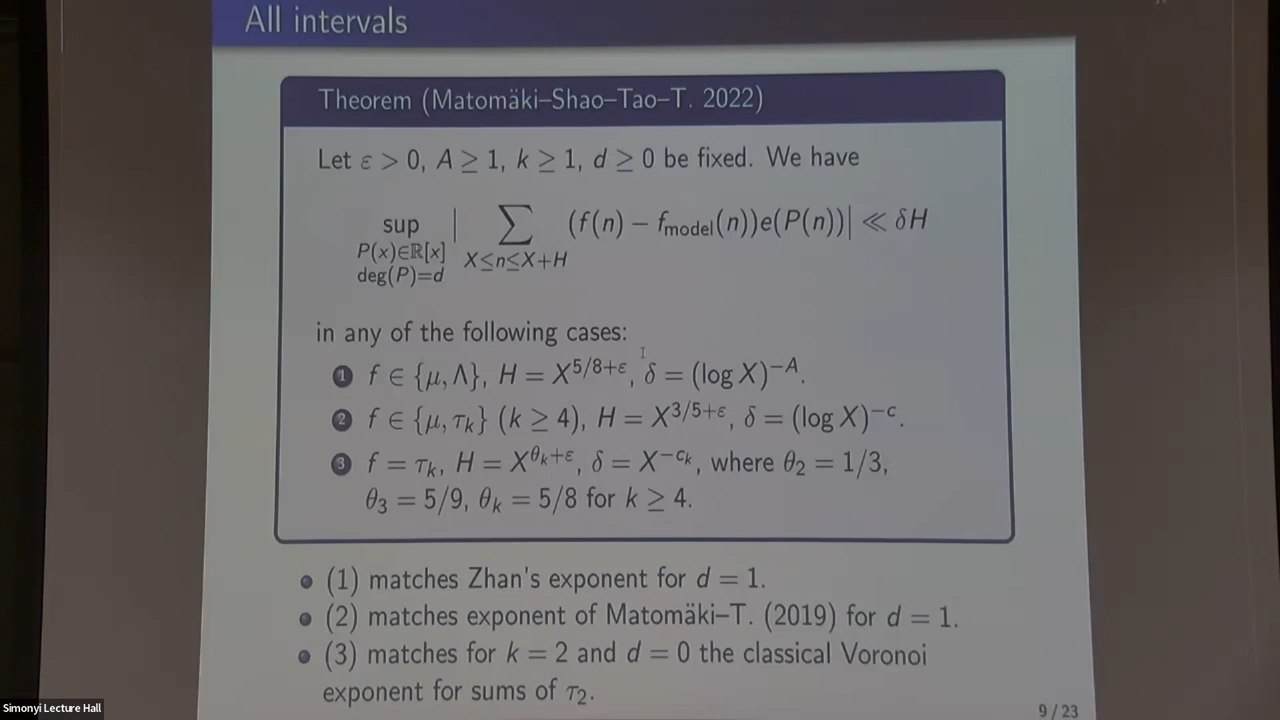 All intervals
Theorem (Matomäki–Shao–Tao–T. 2022)
Let ε > 0, A ≥ 1, k ≥ 1, d ≥ 0 be fixed. We have
sup_{P(x)∈ℝ[x] deg(P)=d} | ∑_{X≤n≤X+H} (f(n) − f_model(n))e(P(n))| ≪ δH
in any of the following cases:
1 f ∈ {μ, Λ}, H = X^{5/8+ε}, δ = (log X)^{−A}.
2 f ∈ {μ, τ_k} (k ≥ 4), H = X^{3/5+ε}, δ = (log X)^{−c}.
3 f = τ_k, H = X^{θ_k+ε}, δ = X^{−c_k}, where θ_2 = 1/3,
θ_3 = 5/9, θ_k = 5/8 for k ≥ 4.
• (1) matches Zhan's exponent for d = 1.
• (2) matches exponent of Matomäki–T. (2019) for d = 1.
• (3) matches for k = 2 and d = 0 the classical Voronoi
exponent for sums of τ_2.
9 / 23
Simonyi Lecture Hall